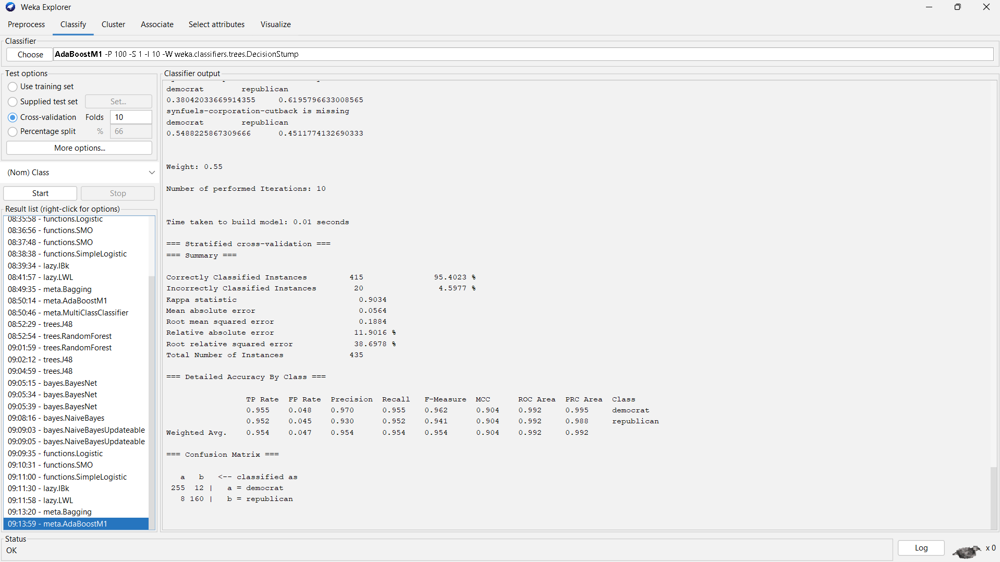 Weka Explorer
Preprocess Classify Cluster Associate Select attributes Visualize
Classifier
Choose AdaBoostM1 -P 100 -S 1 -I 10 -W weka.classifiers.trees.DecisionStump
Test options
Use training set
Supplied test set Set...
Cross-validation Folds 10
Percentage split % 66
More options...
(Nom) Class
Start Stop
Result list (right-click for options)
08:35:58 - functions.Logistic
08:36:56 - functions.SMO
08:37:48 - functions.SMO
08:38:38 - functions.SimpleLogistic
08:39:34 - lazy.IBk
08:41:57 - lazy.LWL
08:49:35 - meta.Bagging
08:50:14 - meta.AdaBoostM1
08:50:46 - meta.MultiClassClassifier
08:52:29 - trees.J48
08:52:54 - trees.RandomForest
09:01:59 - trees.RandomForest
09:02:12 - trees.J48
09:04:59 - trees.J48
09:05:15 - bayes.BayesNet
09:05:34 - bayes.BayesNet
09:05:39 - bayes.BayesNet
09:08:16 - bayes.NaiveBayes
09:09:03 - bayes.NaiveBayesUpdateable
09:09:05 - bayes.NaiveBayesUpdateable
09:09:35 - functions.Logistic
09:10:31 - functions.SMO
09:11:00 - functions.SimpleLogistic
09:11:30 - lazy.IBk
09:11:58 - lazy.LWL
09:13:20 - meta.Bagging
09:13:59 - meta.AdaBoostM1
Classifier output
democrat republican
0.38042033669914355 0.6195796633008565
synfuels-corporation-cutback is missing
democrat republican
0.5488225867309666 0.4511774132690333
Weight: 0.55
Number of performed Iterations: 10
Time taken to build model: 0.01 seconds
=== Stratified cross-validation ===
=== Summary ===
Correctly Classified Instances 415 95.4023 %
Incorrectly Classified Instances 20 4.5977 %
Kappa statistic 0.9034
Mean absolute error 0.0564
Root mean squared error 0.1884
Relative absolute error 11.9016 %
Root relative squared error 38.6978 %
Total Number of Instances 435
=== Detailed Accuracy By Class ===
TP Rate FP Rate Precision Recall F-Measure MCC ROC Area PRC Area Class
0.955 0.048 0.970 0.955 0.962 0.904 0.992 0.995 democrat
0.952 0.045 0.930 0.952 0.941 0.904 0.992 0.988 republican
Weighted Avg. 0.954 0.047 0.954 0.954 0.954 0.904 0.992 0.992
=== Confusion Matrix ===
a b <-- classified as
255 12 | a = democrat
8 160 | b = republican
Status
OK
Log x 0